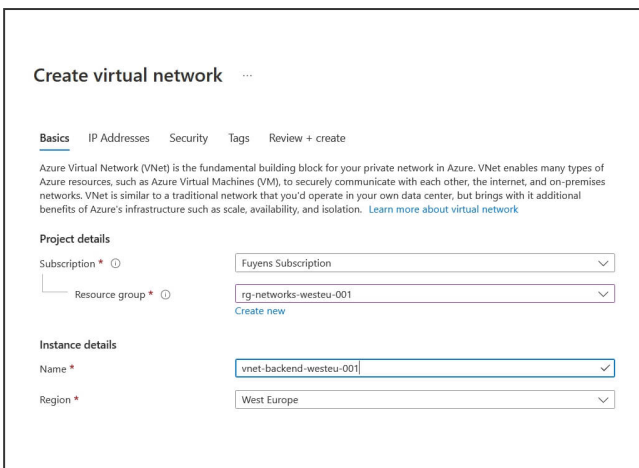 Create virtual network ...
Basics IP Addresses Security Tags Review + create
Azure Virtual Network (VNet) is the fundamental building block for your private network in Azure. VNet enables many types of
Azure resources, such as Azure Virtual Machines (VM), to securely communicate with each other, the internet, and on-premises
networks. VNet is similar to a traditional network that you'd operate in your own data center, but brings with it additional
benefits of Azure's infrastructure such as scale, availability, and isolation. Learn more about virtual network
Project details
Subscription * Fuyens Subscription
Resource group * rg-networks-westeu-001
Create new
Instance details
Name * vnet-backend-westeu-001
Region * West Europe